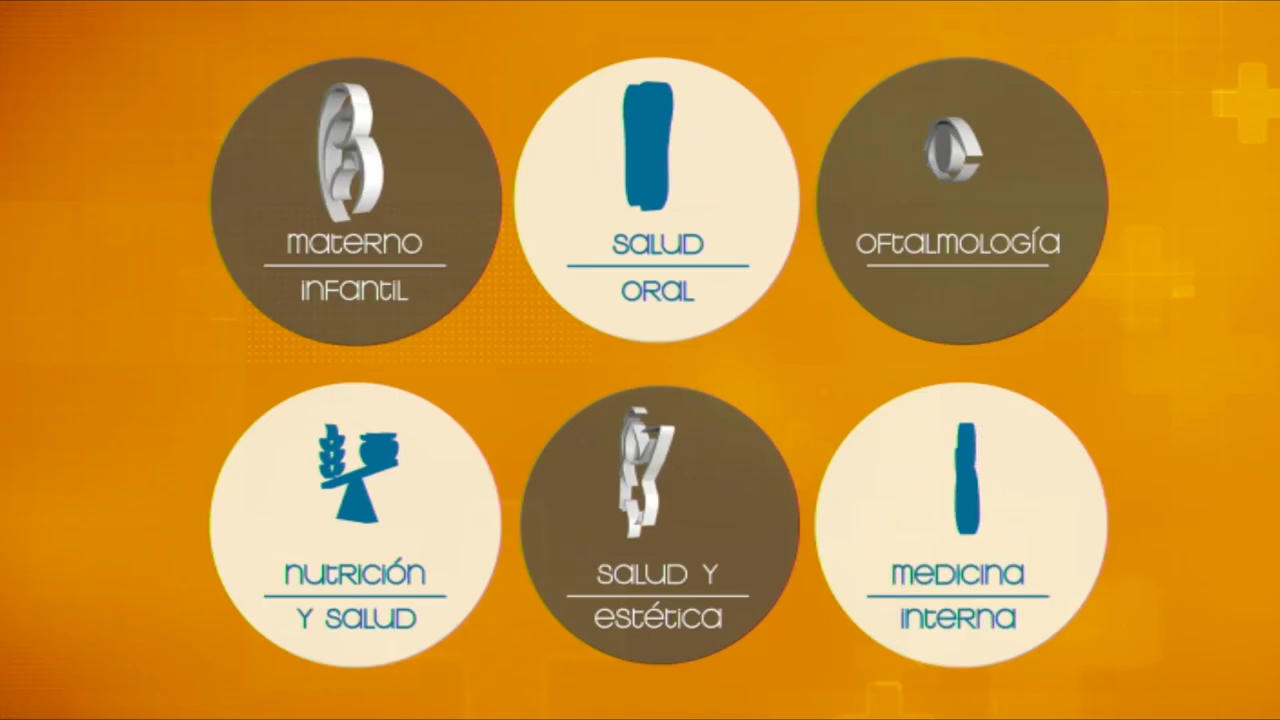 materno
infantil
salud
oral
oftalmología
nutrición
y salud
salud y
estética
medicina
interna